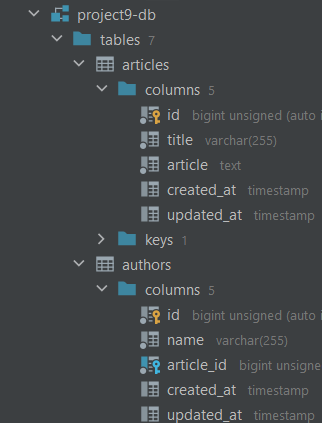 project9-db
tables 7
articles
columns 5
id bigint unsigned (auto i
title varchar(255)
article text
created_at timestamp
updated_at timestamp
keys 1
authors
columns 5
id bigint unsigned (auto i
name varchar(255)
article_id bigint unsigne
created_at timestamp
updated_at timestamp